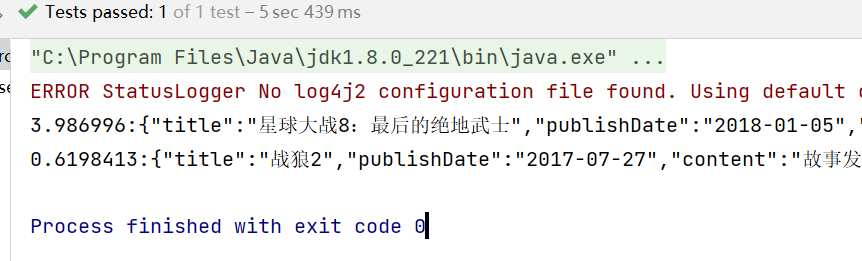 Tests passed: 1 of 1 test – 5 sec 439 ms
"C:\Program Files\Java\jdk1.8.0_221\bin\java.exe" ...
ERROR StatusLogger No log4j2 configuration file found. Using default
3.986996:{"title":"星球大战8：最后的绝地武士","publishDate":"2018-01-05","
0.6198413:{"title":"战狼2","publishDate":"2017-07-27","content":"故事发
Process finished with exit code 0